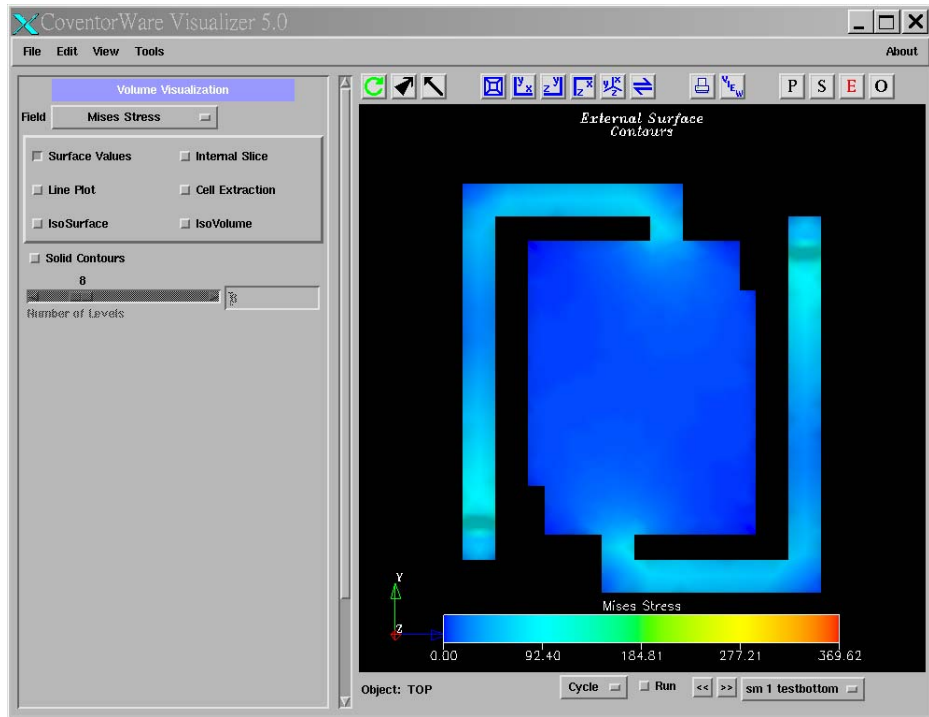 CoventorWare Visualizer 5.0
File Edit View Tools About
Volume Visualization
Field Mises Stress
Surface Values Internal Slice
Line Plot Cell Extraction
IsoSurface IsoVolume
Solid Contours
8
8
Number of Levels
P S E O
External Surface
Contours
Y
Z
Mises Stress
0.00 92.40 184.81 277.21 369.62
Object: TOP Cycle Run << >> sm 1 testbottom